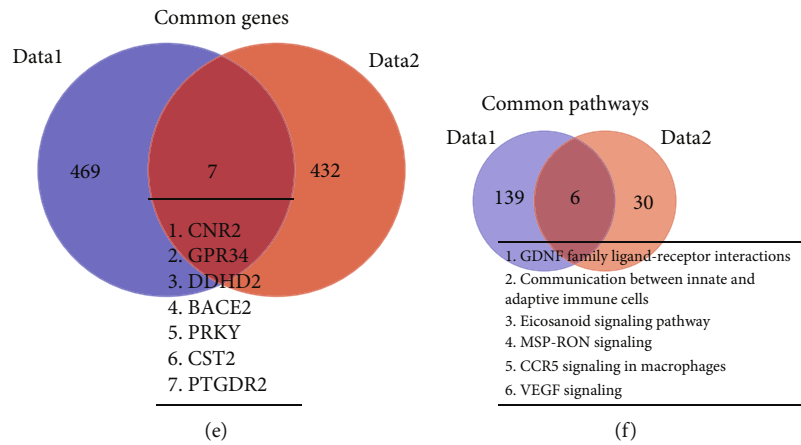 Common genes
Data1
Data2
469
7
432
1. CNR2
2. GPR34
3. DDHD2
4. BACE2
5. PRKY
6. CST2
7. PTGDR2
(e)
Common pathways
Data1
Data2
139
6
30
1. GDNF family ligand-receptor interactions
2. Communication between innate and
adaptive immune cells
3. Eicosanoid signaling pathway
4. MSP-RON signaling
5. CCR5 signaling in macrophages
6. VEGF signaling
(f)